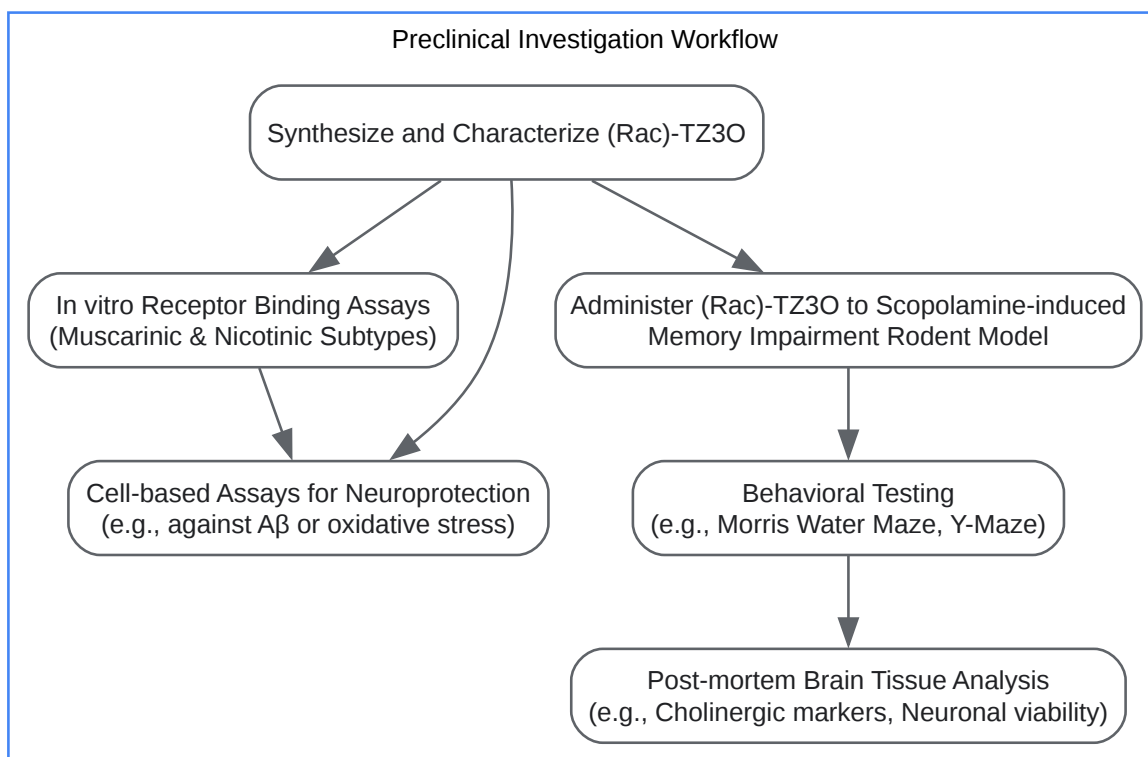 Preclinical Investigation Workflow
Synthesize and Characterize (Rac)-TZ3O
In vitro Receptor Binding Assays
(Muscarinic & Nicotinic Subtypes)
Administer (Rac)-TZ3O to Scopolamine-induced
Memory Impairment Rodent Model
Cell-based Assays for Neuroprotection
(e.g., against Aβ or oxidative stress)
Behavioral Testing
(e.g., Morris Water Maze, Y-Maze)
Post-mortem Brain Tissue Analysis
(e.g., Cholinergic markers, Neuronal viability)